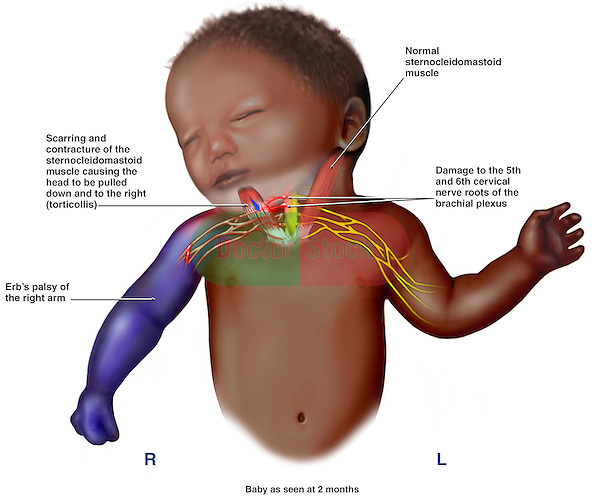 Normal
sternocleidomastoid
muscle
Scarring and
contracture of the
sternocleidomastoid
muscle causing the
head to be pulled
down and to the right
(torticollis)
Damage to the 5th
and 6th cervical
nerve roots of the
brachial plexus
Doctor Stock
Erb's palsy of
the right arm
R
L
Baby as seen at 2 months